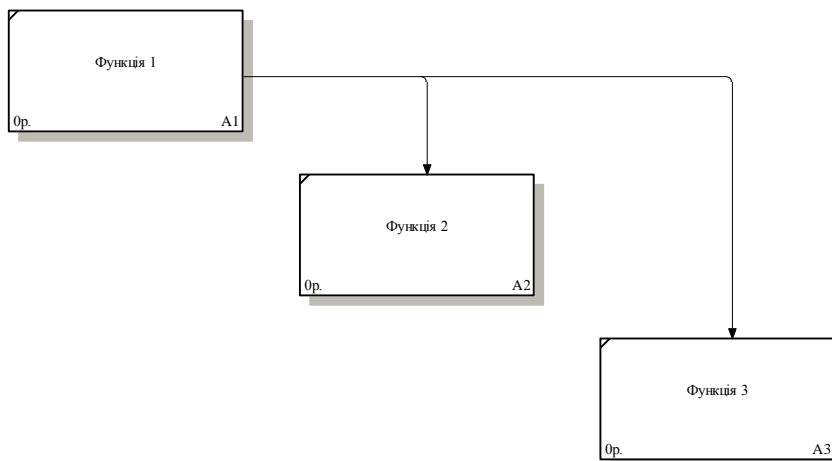 Функція 1
0р. A1
Функція 2
0р. A2
Функція 3
0р. A3